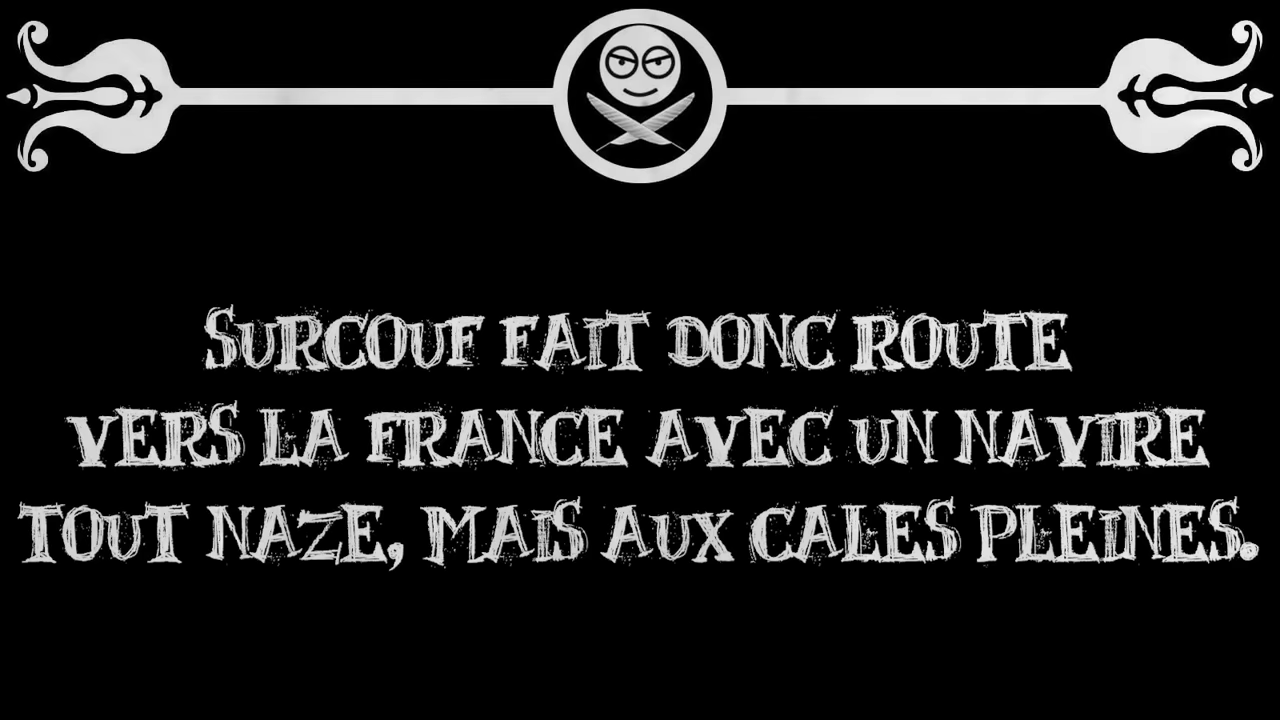 SURCOUF FAIT DONC ROUTE
VERS LA FRANCE AVEC UN NAVIRE
TOUT NAZE, MAIS AUX CALES PLEINES.